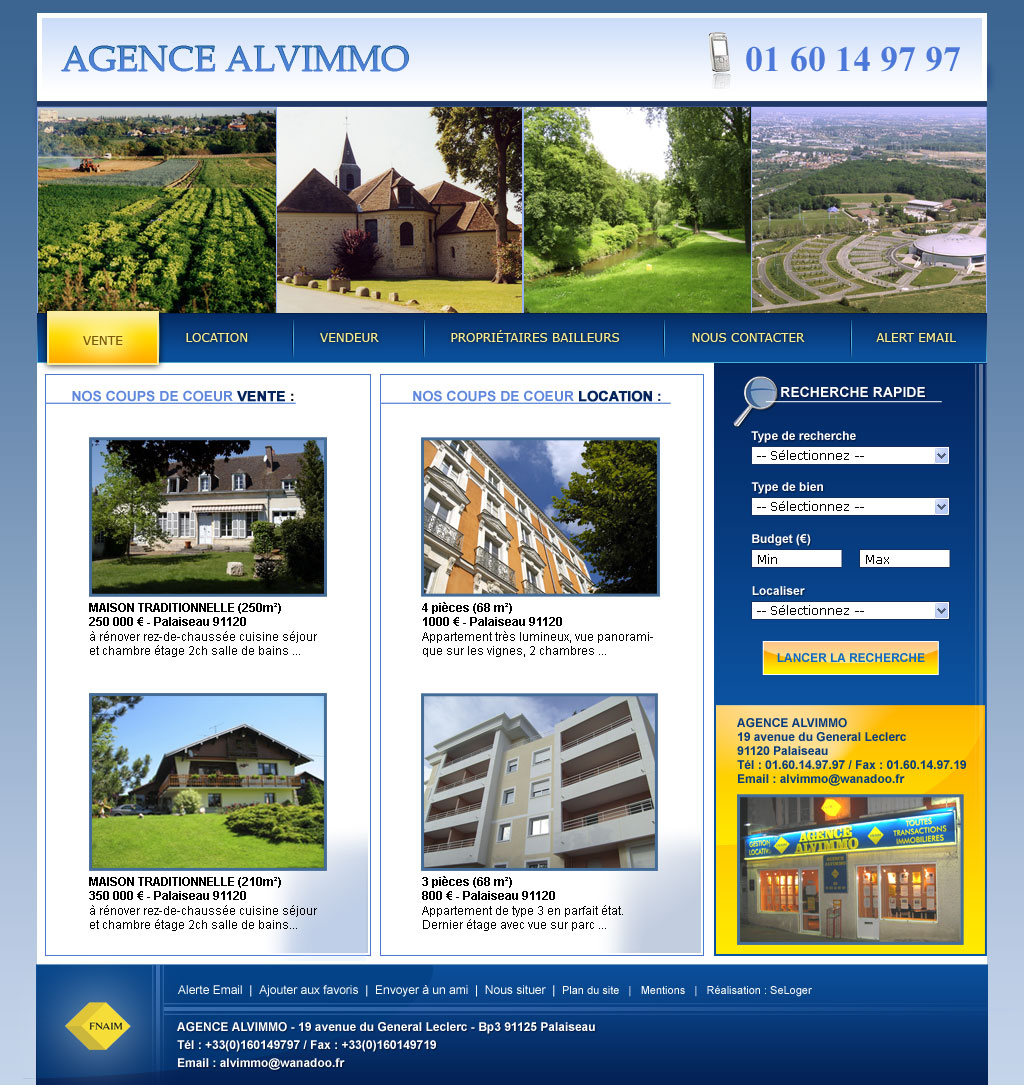 AGENCE ALVIMMO
01 60 14 97 97
VENTE
LOCATION
VENDEUR
PROPRIÉTAIRES BAILLEURS
NOUS CONTACTER
ALERT EMAIL
NOS COUPS DE COEUR VENTE :
MAISON TRADITIONNELLE (250m²)
250 000 € - Palaiseau 91120
à rénover rez-de-chaussée cuisine séjour
et chambre étage 2ch salle de bains ...
MAISON TRADITIONNELLE (210m²)
350 000 € - Palaiseau 91120
à rénover rez-de-chaussée cuisine séjour
et chambre étage 2ch salle de bains...
NOS COUPS DE COEUR LOCATION :
4 pièces (68 m²)
1000 € - Palaiseau 91120
Appartement très lumineux, vue panorami-
que sur les vignes, 2 chambres ...
3 pièces (68 m²)
800 € - Palaiseau 91120
Appartement de type 3 en parfait état.
Dernier étage avec vue sur parc ...
RECHERCHE RAPIDE
Type de recherche
-- Sélectionnez --
Type de bien
-- Sélectionnez --
Budget (€)
Min Max
Localiser
-- Sélectionnez --
LANCER LA RECHERCHE
AGENCE ALVIMMO
19 avenue du General Leclerc
91120 Palaiseau
Tél : 01.60.14.97.97 / Fax : 01.60.14.97.19
Email : alvimmo@wanadoo.fr
GESTION
LOCATIV
AGENCE
ALVIMMO
TOUTES
TRANSACTIONS
IMMOBILIERES
AGENCE
ALVIMMO
FNAIM
Alerte Email | Ajouter aux favoris | Envoyer à un ami | Nous situer | Plan du site | Mentions | Réalisation : SeLoger
AGENCE ALVIMMO - 19 avenue du General Leclerc - Bp3 91125 Palaiseau
Tél : +33(0)160149797 / Fax : +33(0)160149719
Email : alvimmo@wanadoo.fr